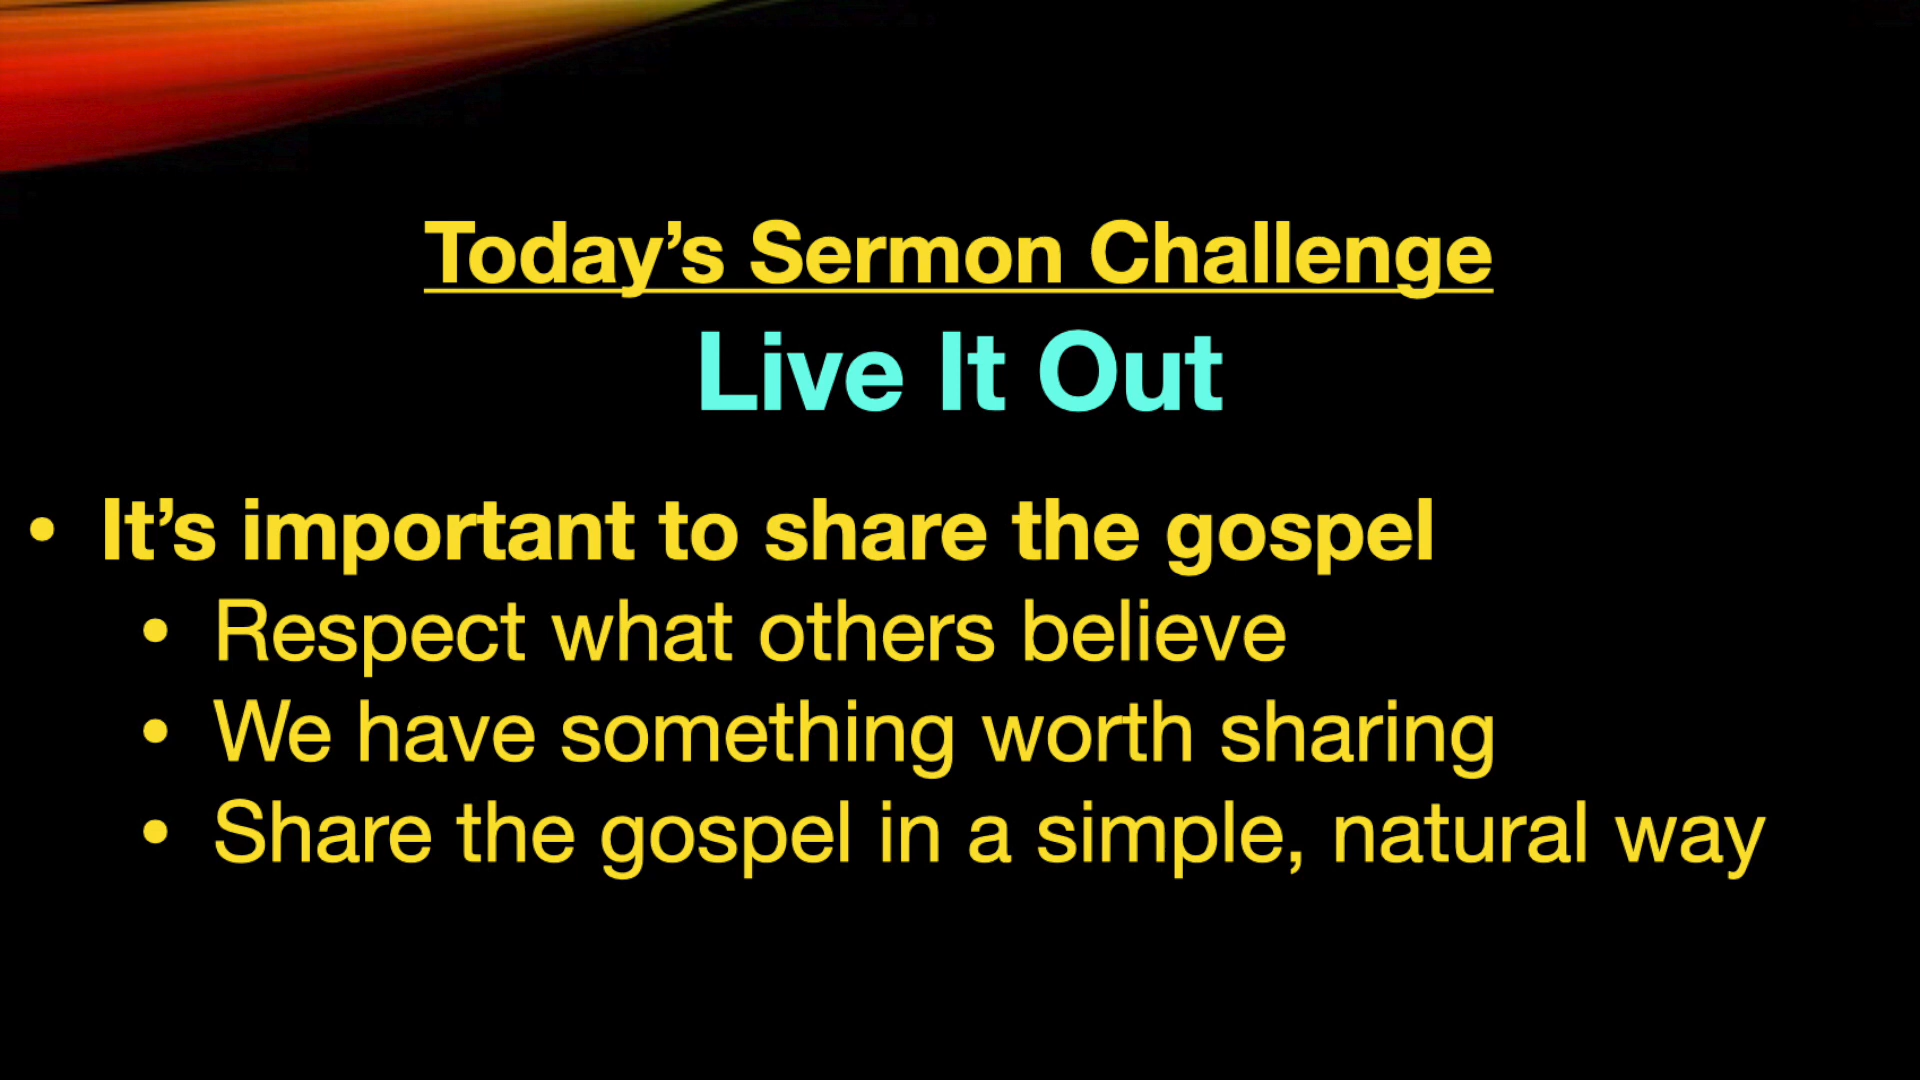 Today’s Sermon Challenge
Live It Out
• It’s important to share the gospel
• Respect what others believe
• We have something worth sharing
• Share the gospel in a simple, natural way